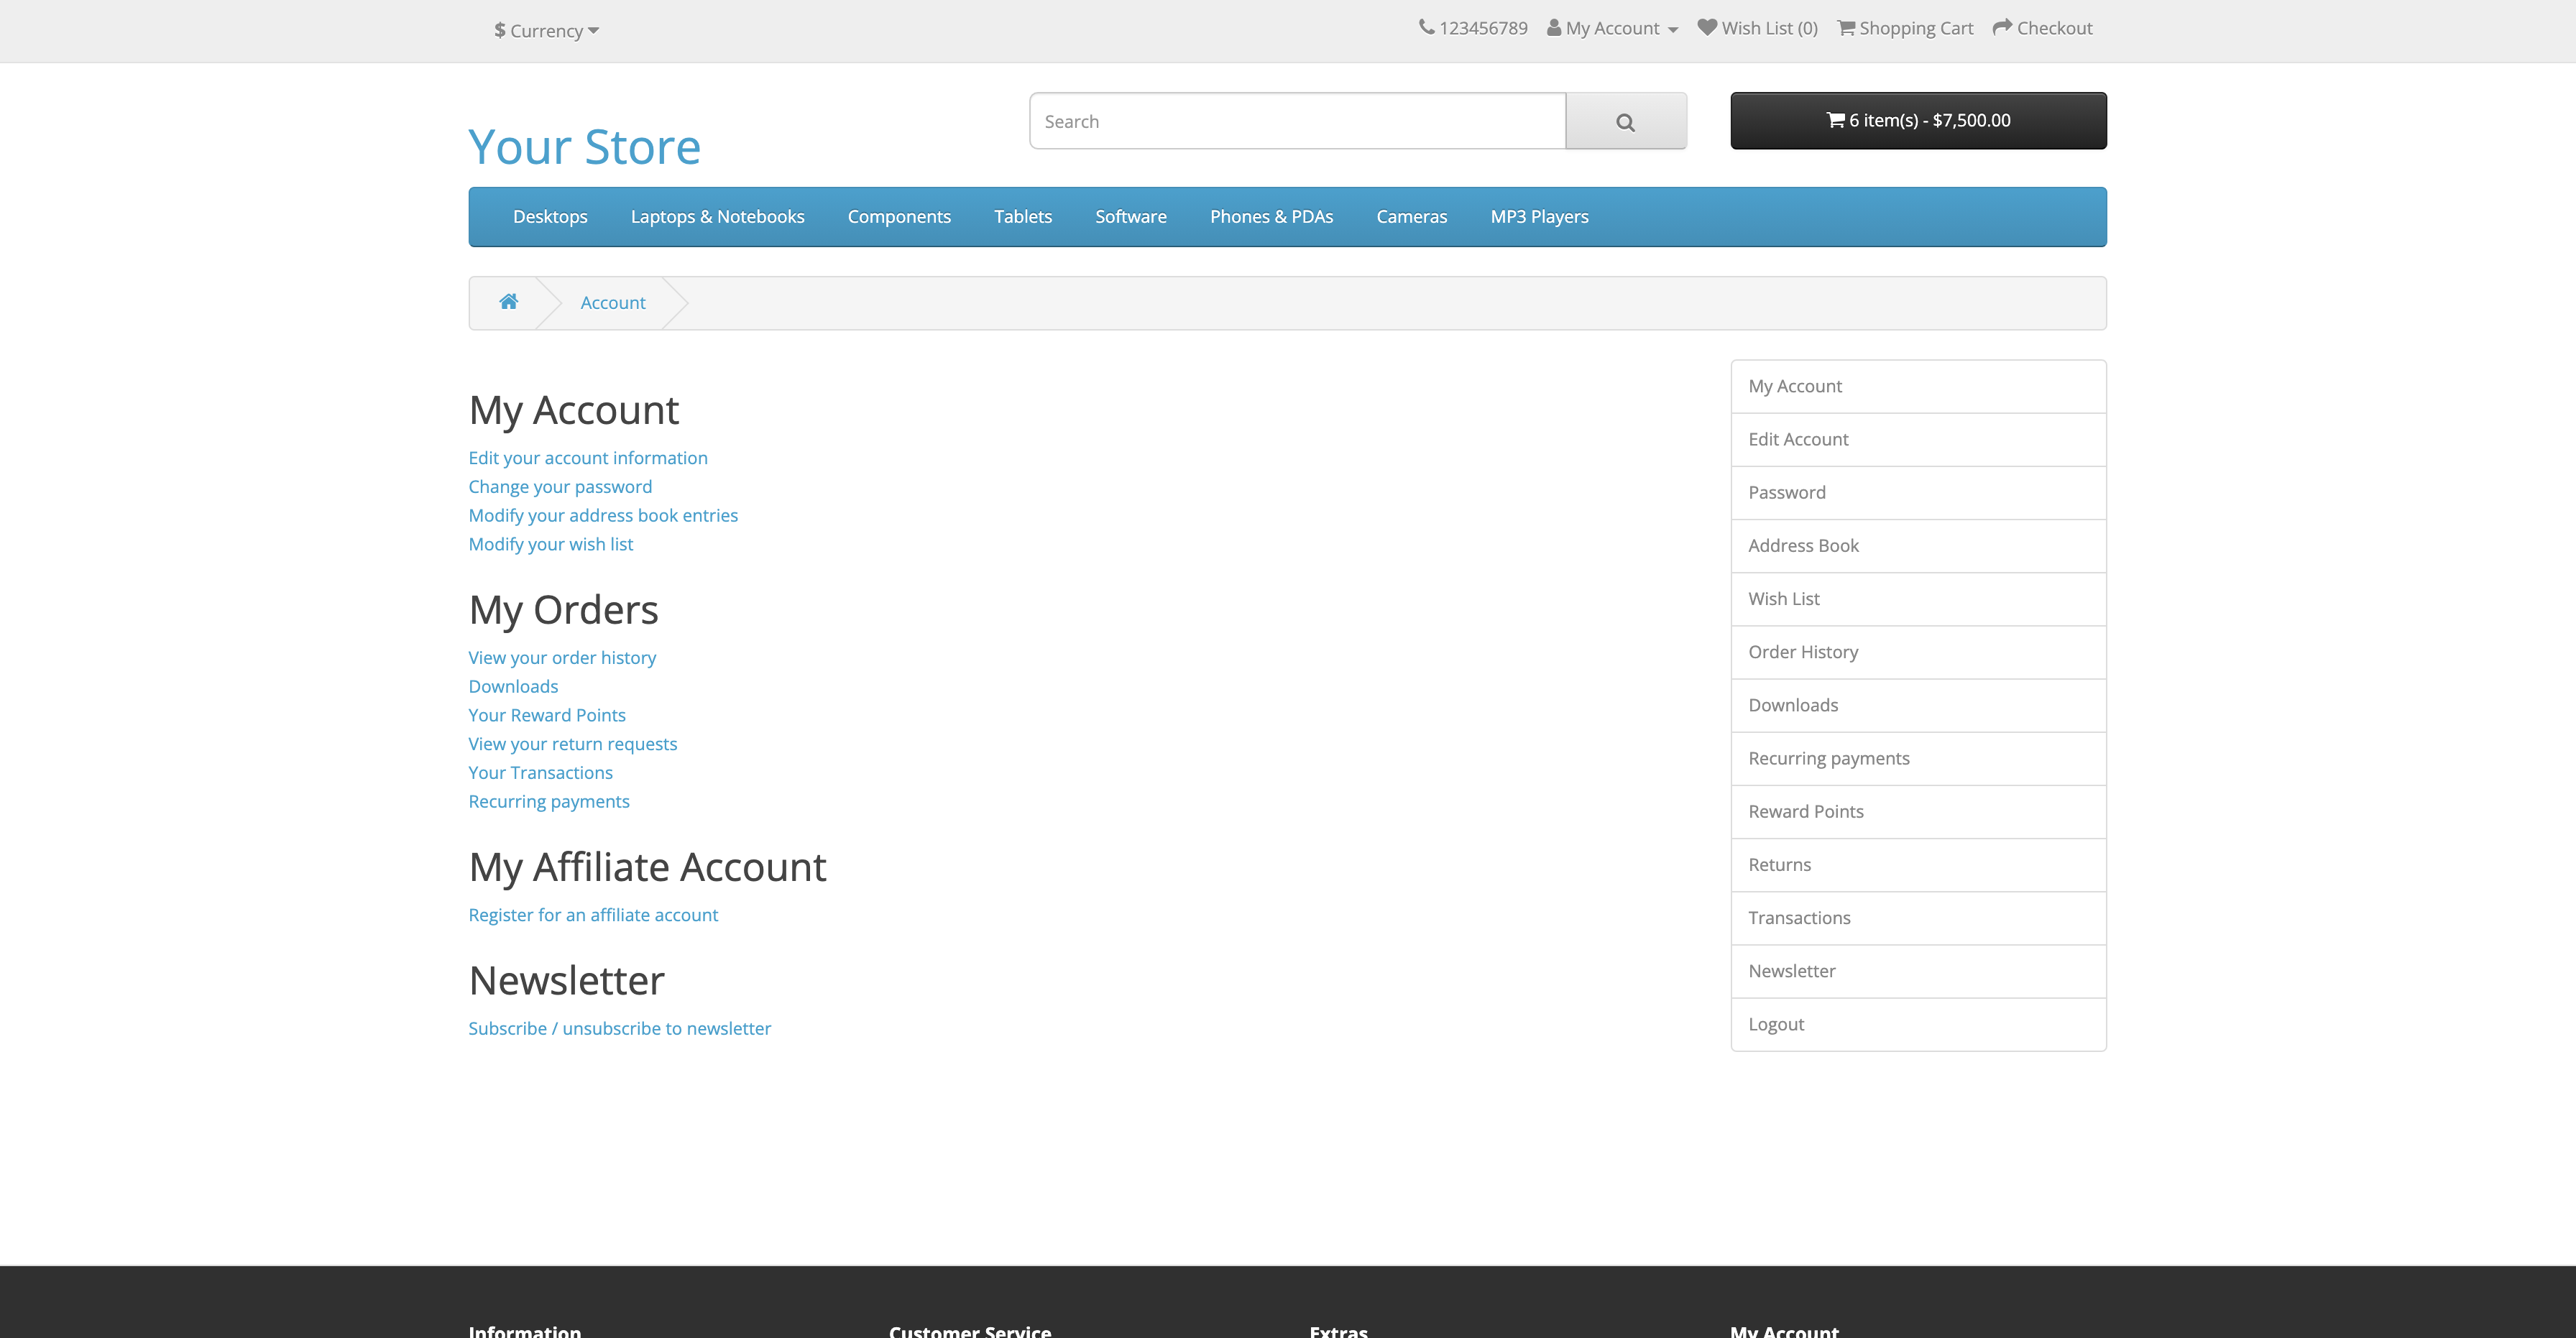 $ Currency
123456789 My Account Wish List (0) Shopping Cart Checkout
Your Store
Search
6 item(s) - $7,500.00
Desktops Laptops & Notebooks Components Tablets Software Phones & PDAs Cameras MP3 Players
Account
My Account
Edit your account information
Change your password
Modify your address book entries
Modify your wish list
My Orders
View your order history
Downloads
Your Reward Points
View your return requests
Your Transactions
Recurring payments
My Affiliate Account
Register for an affiliate account
Newsletter
Subscribe / unsubscribe to newsletter
My Account
Edit Account
Password
Address Book
Wish List
Order History
Downloads
Recurring payments
Reward Points
Returns
Transactions
Newsletter
Logout
Information Customer Service Extras My Account